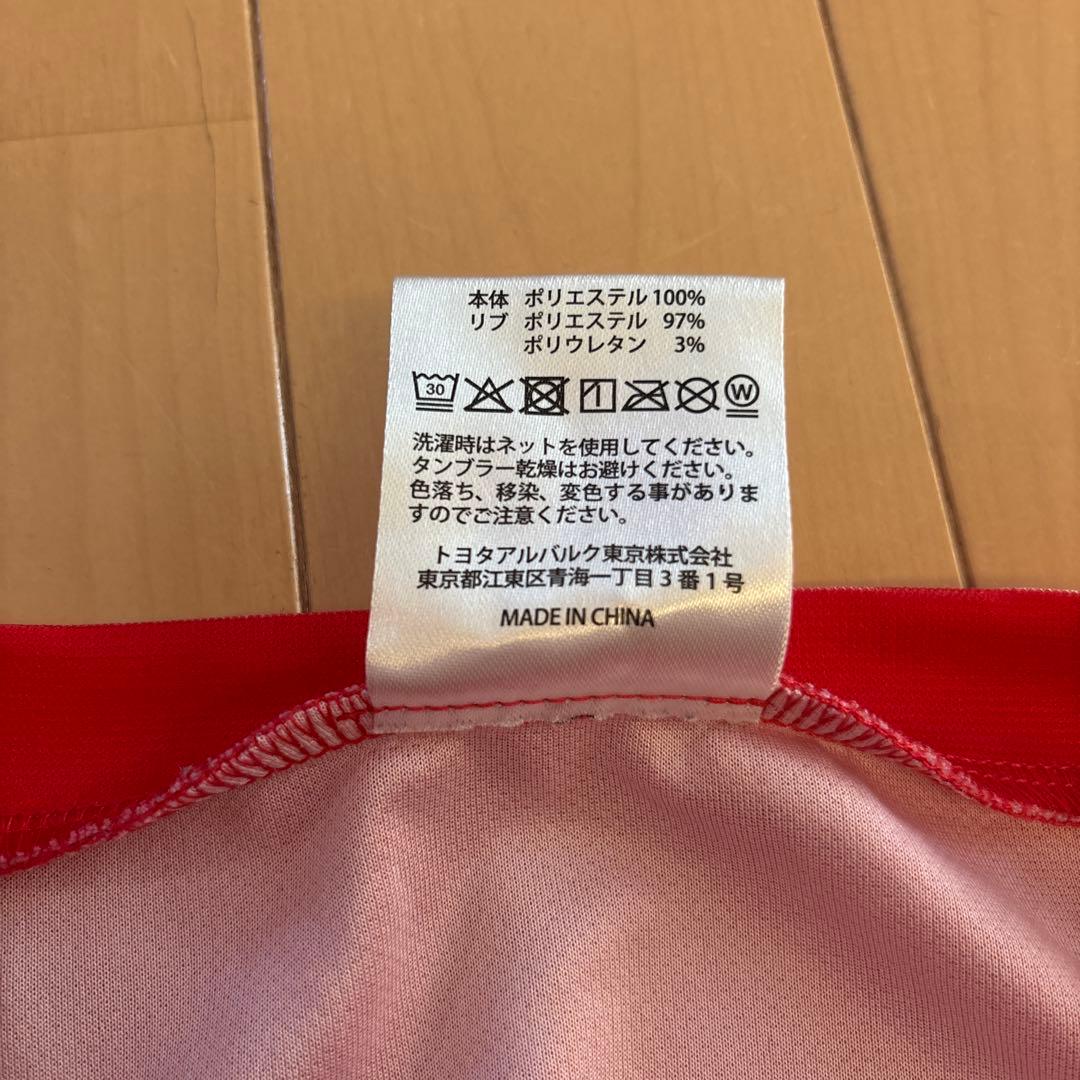 本体 ポリエステル 100%
リブ ポリエステル 97%
ポリウレタン 3%
30 W
洗濯時はネットを使用してください。
タンブラー乾燥はお避けください。
色落ち、移染、変色する事がありま
すのでご注意ください。
トヨタアルバルク東京株式会社
東京都江東区青海一丁目3番1号
MADE IN CHINA